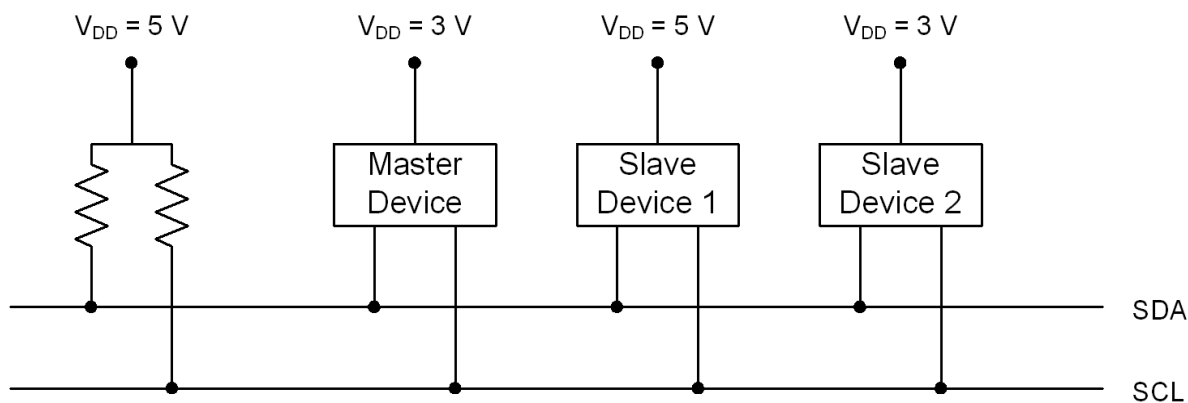 V_DD = 5 V
V_DD = 3 V
V_DD = 5 V
V_DD = 3 V
Master
Device
Slave
Device 1
Slave
Device 2
SDA
SCL